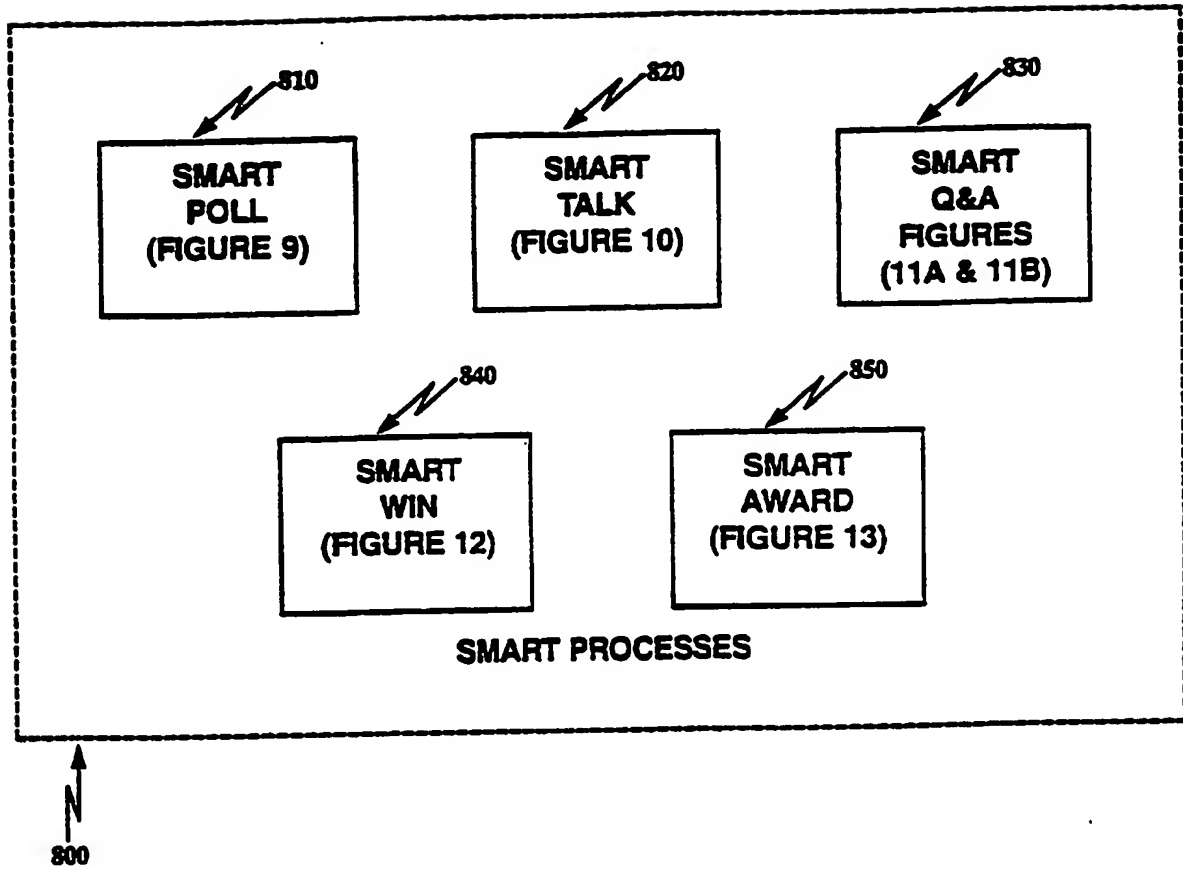 810
820
830
SMART
POLL
(FIGURE 9)
SMART
TALK
(FIGURE 10)
SMART
Q&A
FIGURES
(11A & 11B)
840
850
SMART
WIN
(FIGURE 12)
SMART
AWARD
(FIGURE 13)
SMART PROCESSES
800